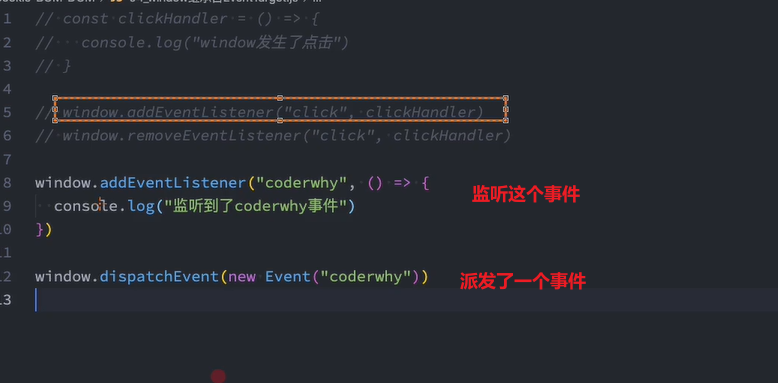 1 // const clickHandler = () => {
2 //   console.log("window发生了点击")
3 // }
4
5 // window.addEventListener("click", clickHandler)
6 // window.removeEventListener("click", clickHandler)
7
8 window.addEventListener("coderwhy", () => {
监听这个事件
9   console.log("监听到了coderwhy事件")
10 })
11
12 window.dispatchEvent(new Event("coderwhy"))
派发了一个事件
13